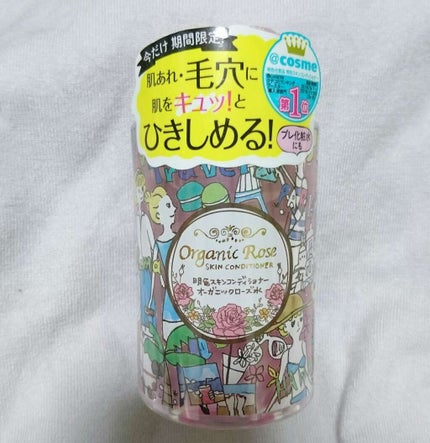 今だけ 期間限定
肌あれ・毛穴に
肌をキュッ!と
ひきしめる!
プレ化粧水
にも
@cosme
第1位
Organic Rose
SKIN CONDITIONER
明色スキンコンディショナー
オーガニックローズ水